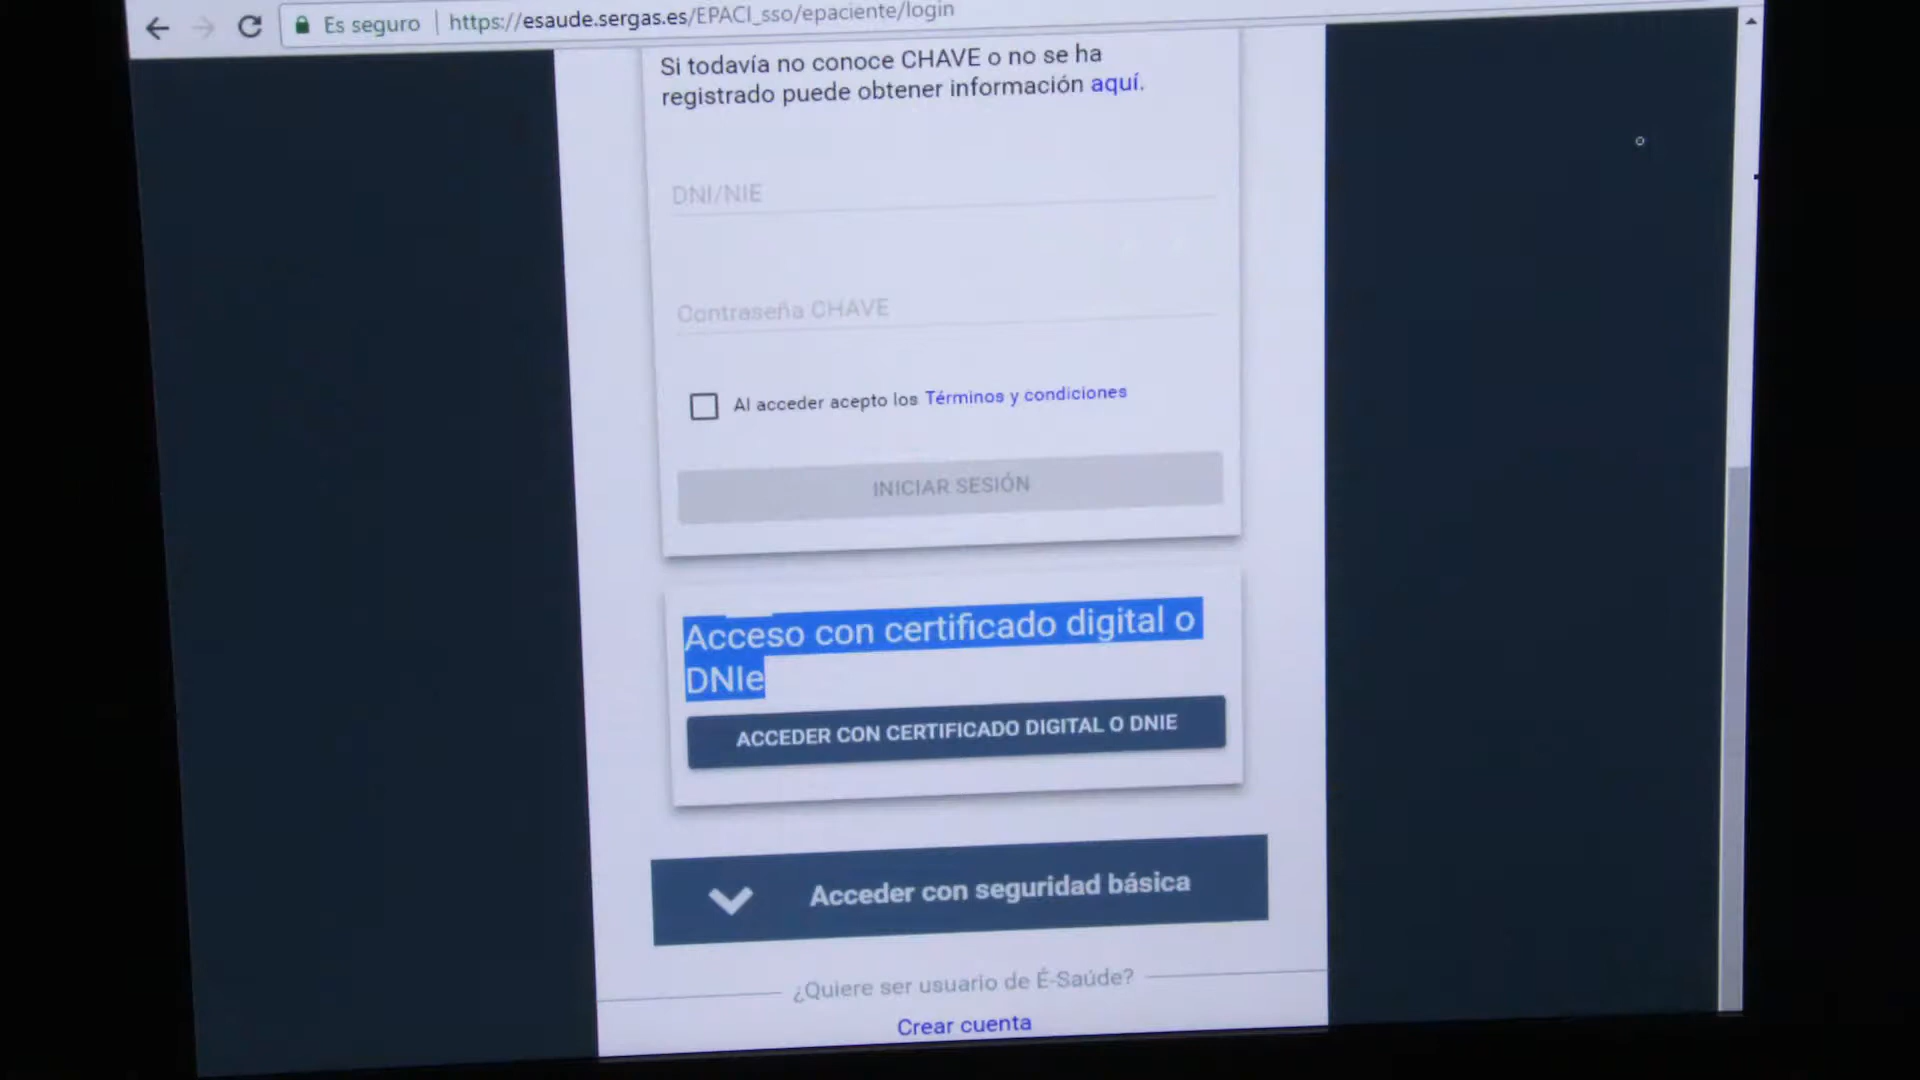 Es seguro | https://esaude.sergas.es/EPACI_sso/epaciente/login
Si todavía no conoce CHAVE o no se ha
registrado puede obtener información aquí.
DNI/NIE
Contraseña CHAVE
Al acceder acepto los Términos y condiciones
INICIAR SESIÓN
Acceso con certificado digital o
DNIe
ACCEDER CON CERTIFICADO DIGITAL O DNIE
Acceder con seguridad básica
¿Quiere ser usuario de É-Saúde?
Crear cuenta